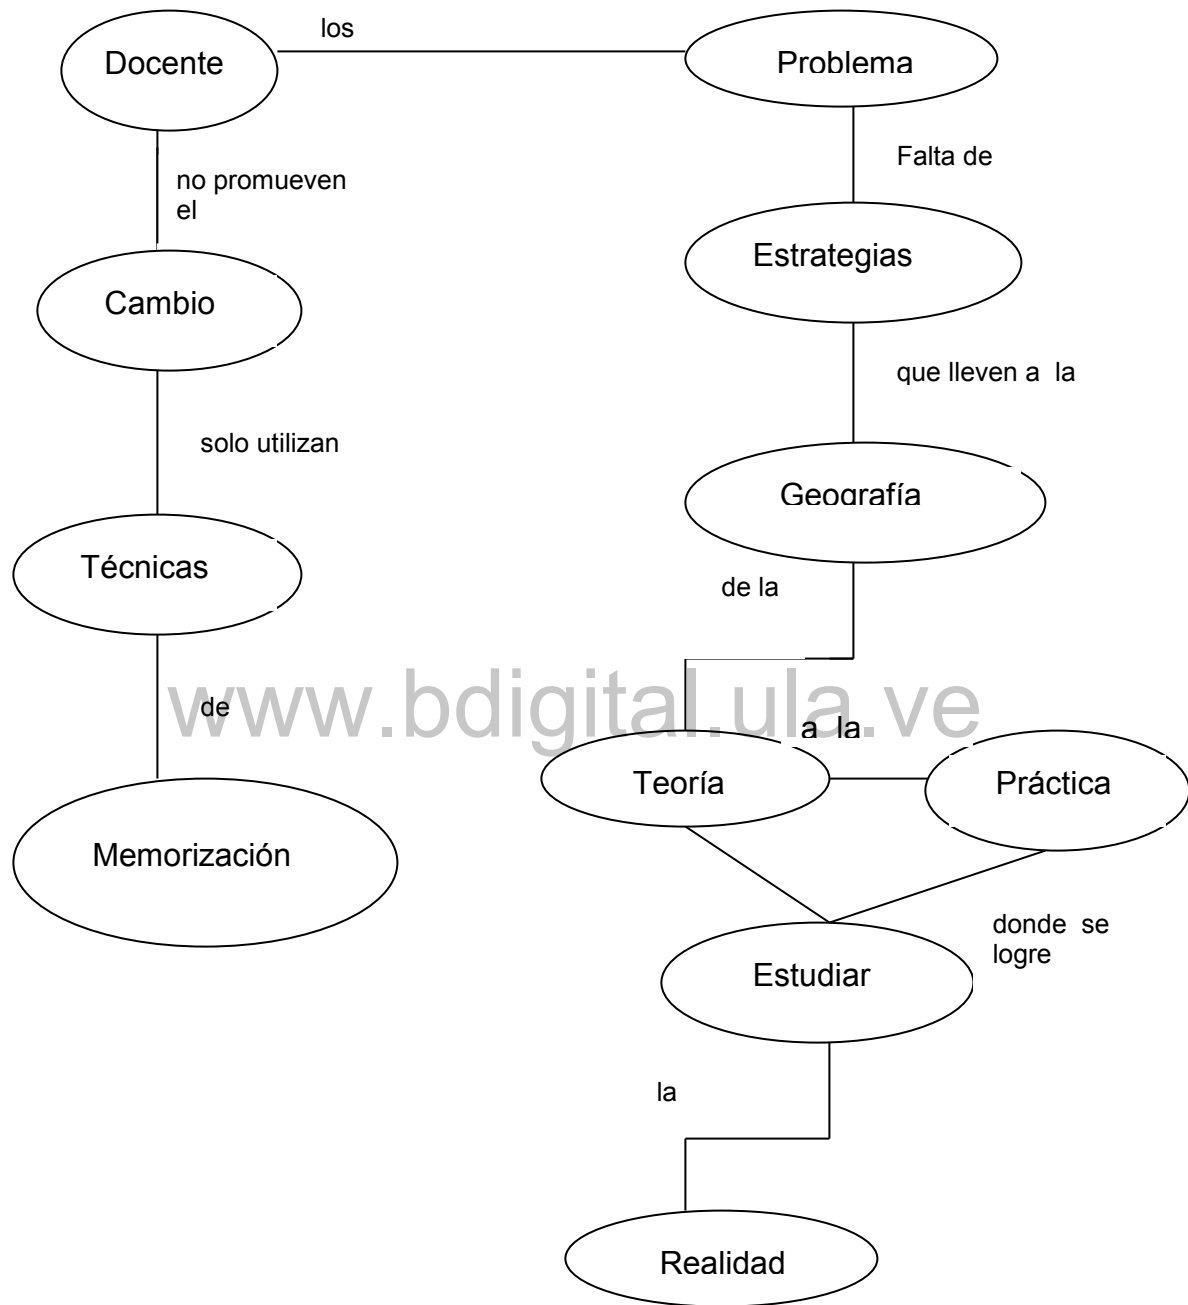 los
Docente
Problema
Falta de
no promueven
el
Estrategias
Cambio
que lleven a la
solo utilizan
Geografía
Técnicas
de la
www.bdigital.ula.ve
de
a la
Teoría
Práctica
Memorización
donde se
logre
Estudiar
la
Realidad